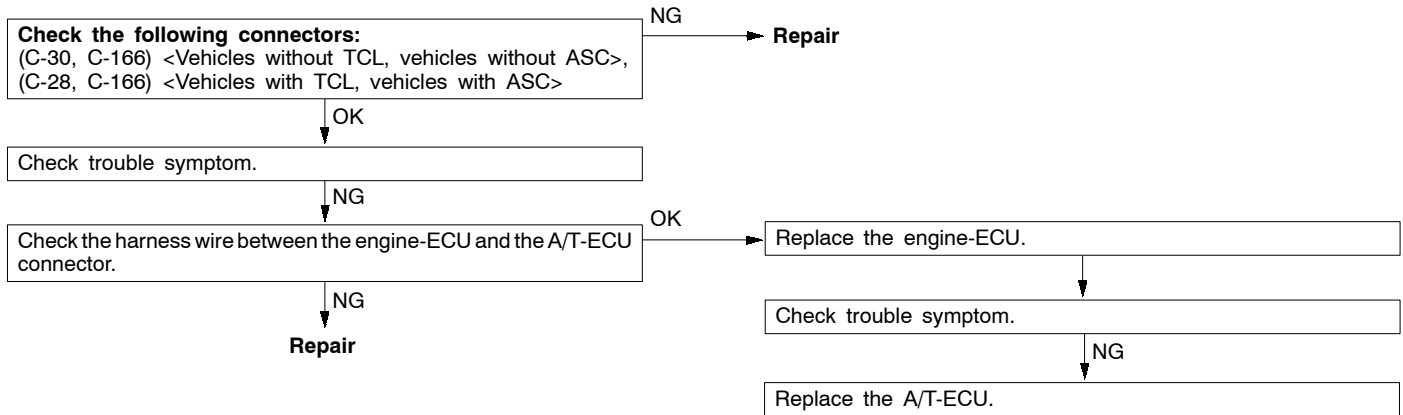 Check the following connectors:
(C-30, C-166) <Vehicles without TCL, vehicles without ASC>,
(C-28, C-166) <Vehicles with TCL, vehicles with ASC>
NG
Repair
OK
Check trouble symptom.
NG
Check the harness wire between the engine-ECU and the A/T-ECU
connector.
OK
Replace the engine-ECU.
NG
Repair
Check trouble symptom.
NG
Replace the A/T-ECU.